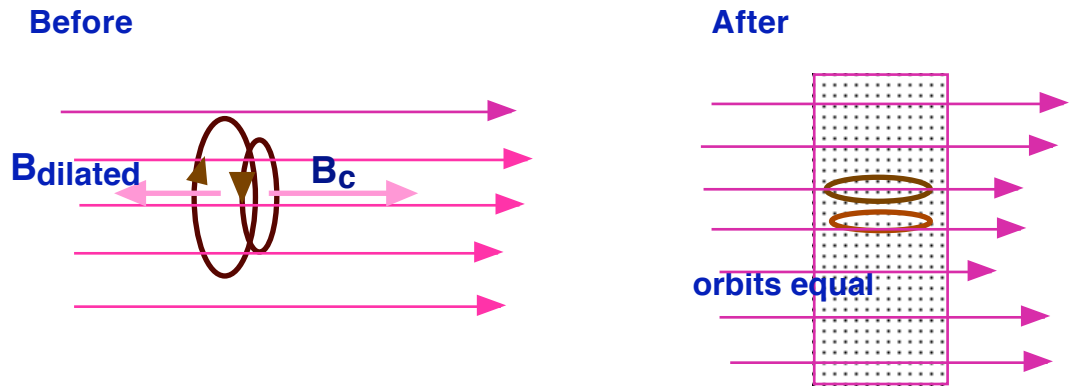 Before
After
Bdilated
Bc
orbits equal